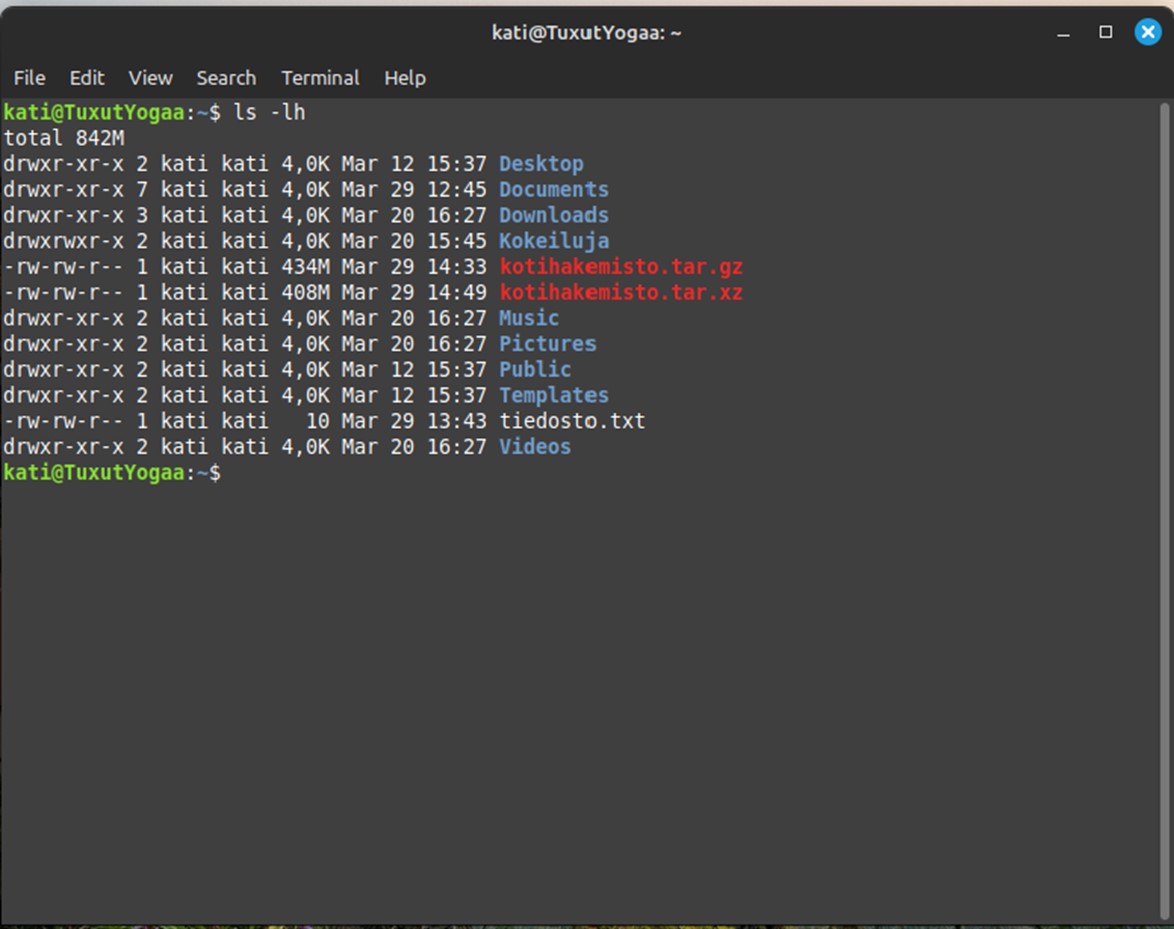 kati@TuxutYogaa: ~
File Edit View Search Terminal Help
kati@TuxutYogaa:~$ ls -lh
total 842M
drwxr-xr-x 2 kati kati 4,0K Mar 12 15:37 Desktop
drwxr-xr-x 7 kati kati 4,0K Mar 29 12:45 Documents
drwxr-xr-x 3 kati kati 4,0K Mar 20 16:27 Downloads
drwxrwxr-x 2 kati kati 4,0K Mar 20 15:45 Kokeiluja
-rw-rw-r-- 1 kati kati 434M Mar 29 14:33 kotihakemisto.tar.gz
-rw-rw-r-- 1 kati kati 408M Mar 29 14:49 kotihakemisto.tar.xz
drwxr-xr-x 2 kati kati 4,0K Mar 20 16:27 Music
drwxr-xr-x 2 kati kati 4,0K Mar 20 16:27 Pictures
drwxr-xr-x 2 kati kati 4,0K Mar 12 15:37 Public
drwxr-xr-x 2 kati kati 4,0K Mar 12 15:37 Templates
-rw-rw-r-- 1 kati kati   10 Mar 29 13:43 tiedosto.txt
drwxr-xr-x 2 kati kati 4,0K Mar 20 16:27 Videos
kati@TuxutYogaa:~$